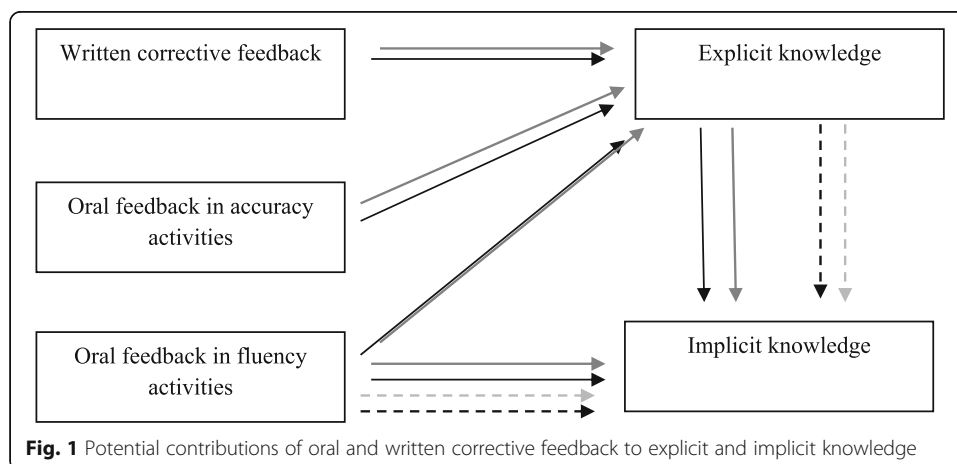 Written corrective feedback
Explicit knowledge
Oral feedback in accuracy
activities
Oral feedback in fluency
activities
Implicit knowledge
Fig. 1 Potential contributions of oral and written corrective feedback to explicit and implicit knowledge